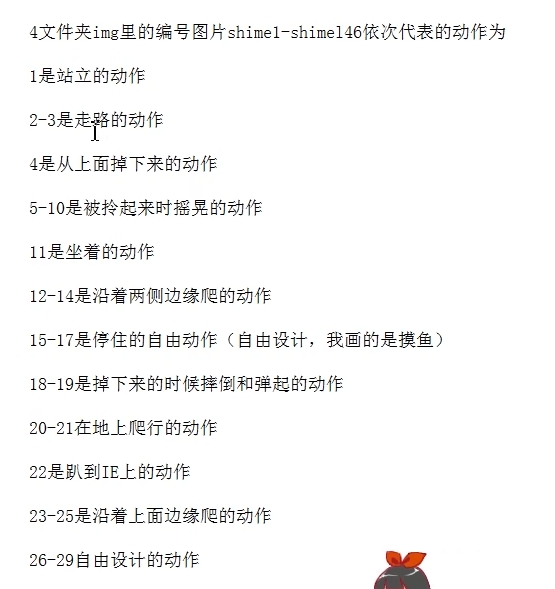 4文件夹img里的编号图片shime1-shime146依次代表的动作为
1是站立的动作
2-3是走路的动作
4是从上面掉下来的动作
5-10是被拎起来时摇晃的动作
11是坐着的动作
12-14是沿着两侧边缘爬的动作
15-17是停住的自由动作（自由设计，我画的是摸鱼）
18-19是掉下来的时候摔倒和弹起的动作
20-21在地上爬行的动作
22是趴到IE上的动作
23-25是沿着上面边缘爬的动作
26-29自由设计的动作